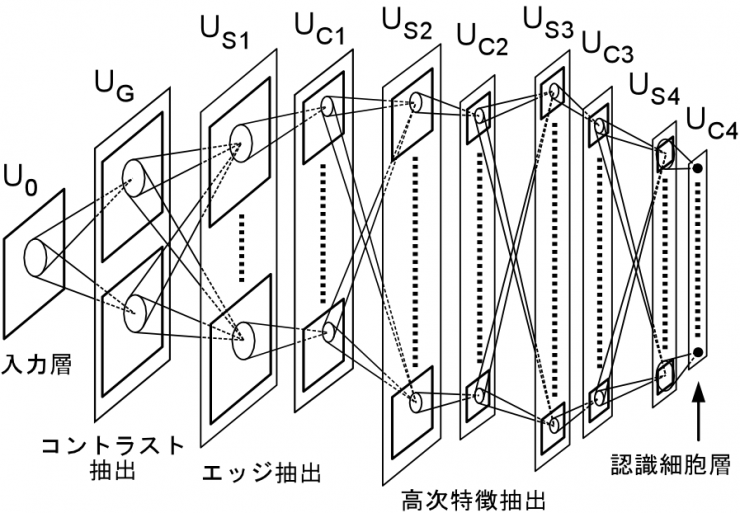 U0
UG
US1
UC1
US2
UC2
US3
UC3
US4
UC4
入力層
コントラスト
抽出
エッジ抽出
高次特徴抽出
認識細胞層